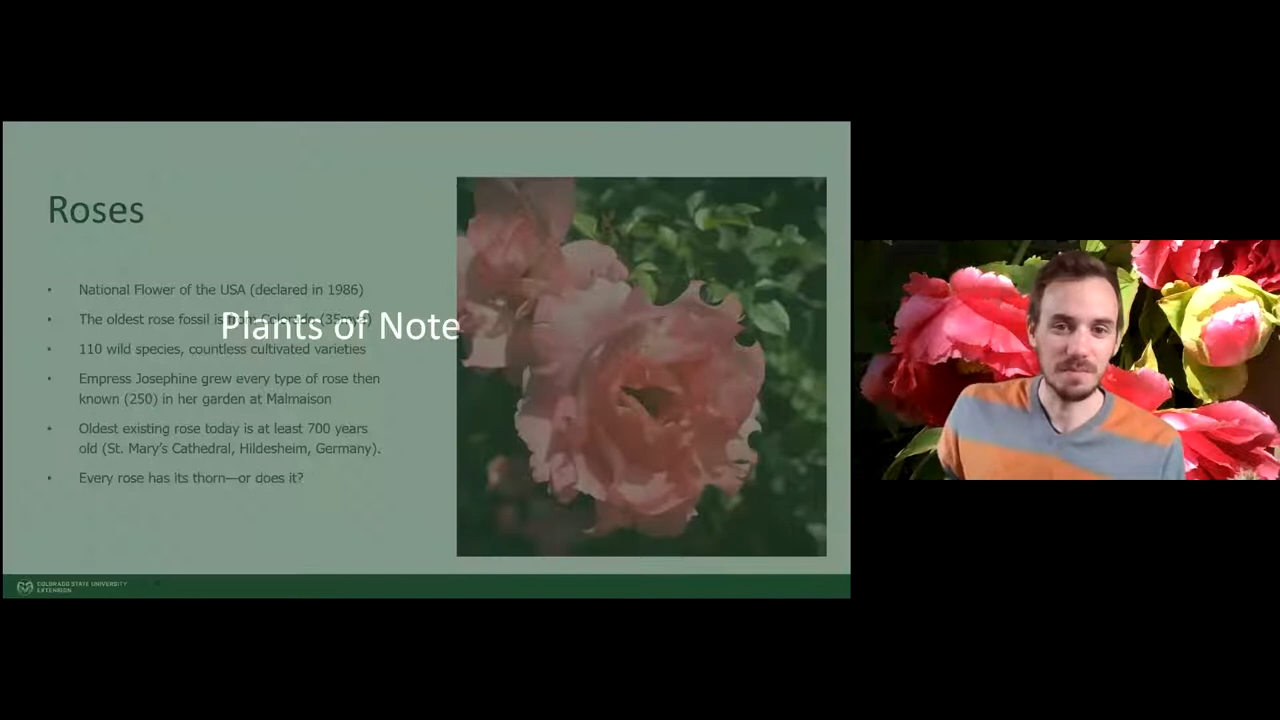 Roses
• National Flower of the USA (declared in 1986)
• The oldest rose fossil is from Colorado (35mya)
Plants of Note
• 110 wild species, countless cultivated varieties
• Empress Josephine grew every type of rose then
known (250) in her garden at Malmaison
• Oldest existing rose today is at least 700 years
old (St. Mary’s Cathedral, Hildesheim, Germany).
• Every rose has its thorn—or does it?
COLORADO STATE UNIVERSITY
EXTENSION